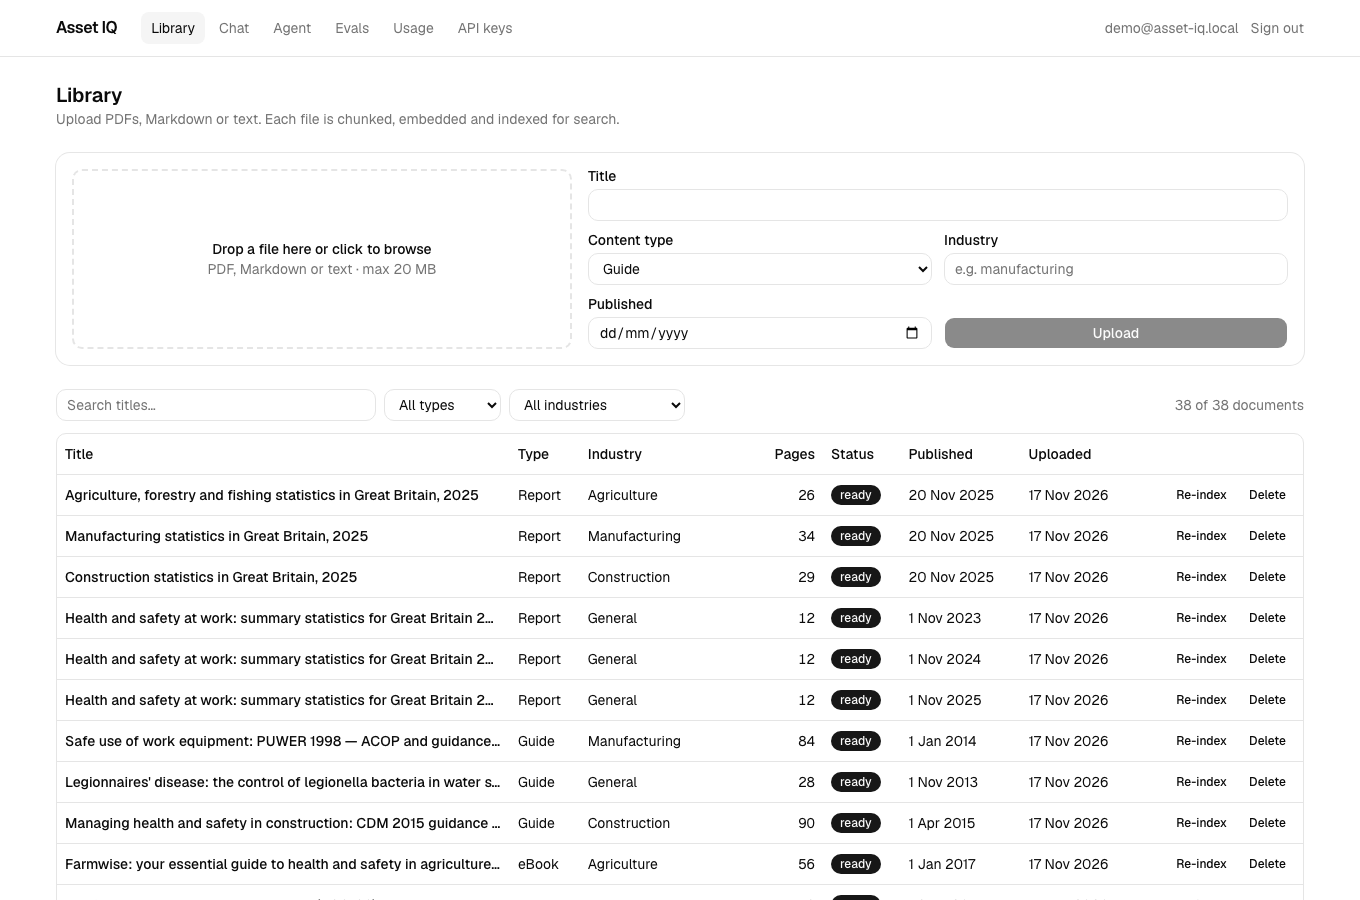 Asset IQ Library Chat Agent Evals Usage API keys demo@asset-iq.local Sign out
Library
Upload PDFs, Markdown or text. Each file is chunked, embedded and indexed for search.
Drop a file here or click to browse
PDF, Markdown or text · max 20 MB
Title
Content type Industry
Guide e.g. manufacturing
Published
dd/mm/yyyy Upload
Search titles… All types All industries 38 of 38 documents
Title Type Industry Pages Status Published Uploaded
Agriculture, forestry and fishing statistics in Great Britain, 2025 Report Agriculture 26 ready 20 Nov 2025 17 Nov 2026 Re-index Delete
Manufacturing statistics in Great Britain, 2025 Report Manufacturing 34 ready 20 Nov 2025 17 Nov 2026 Re-index Delete
Construction statistics in Great Britain, 2025 Report Construction 29 ready 20 Nov 2025 17 Nov 2026 Re-index Delete
Health and safety at work: summary statistics for Great Britain 2… Report General 12 ready 1 Nov 2023 17 Nov 2026 Re-index Delete
Health and safety at work: summary statistics for Great Britain 2… Report General 12 ready 1 Nov 2024 17 Nov 2026 Re-index Delete
Health and safety at work: summary statistics for Great Britain 2… Report General 12 ready 1 Nov 2025 17 Nov 2026 Re-index Delete
Safe use of work equipment: PUWER 1998 — ACOP and guidance… Guide Manufacturing 84 ready 1 Jan 2014 17 Nov 2026 Re-index Delete
Legionnaires' disease: the control of legionella bacteria in water s… Guide General 28 ready 1 Nov 2013 17 Nov 2026 Re-index Delete
Managing health and safety in construction: CDM 2015 guidance … Guide Construction 90 ready 1 Apr 2015 17 Nov 2026 Re-index Delete
Farmwise: your essential guide to health and safety in agriculture… eBook Agriculture 56 ready 1 Jan 2017 17 Nov 2026 Re-index Delete